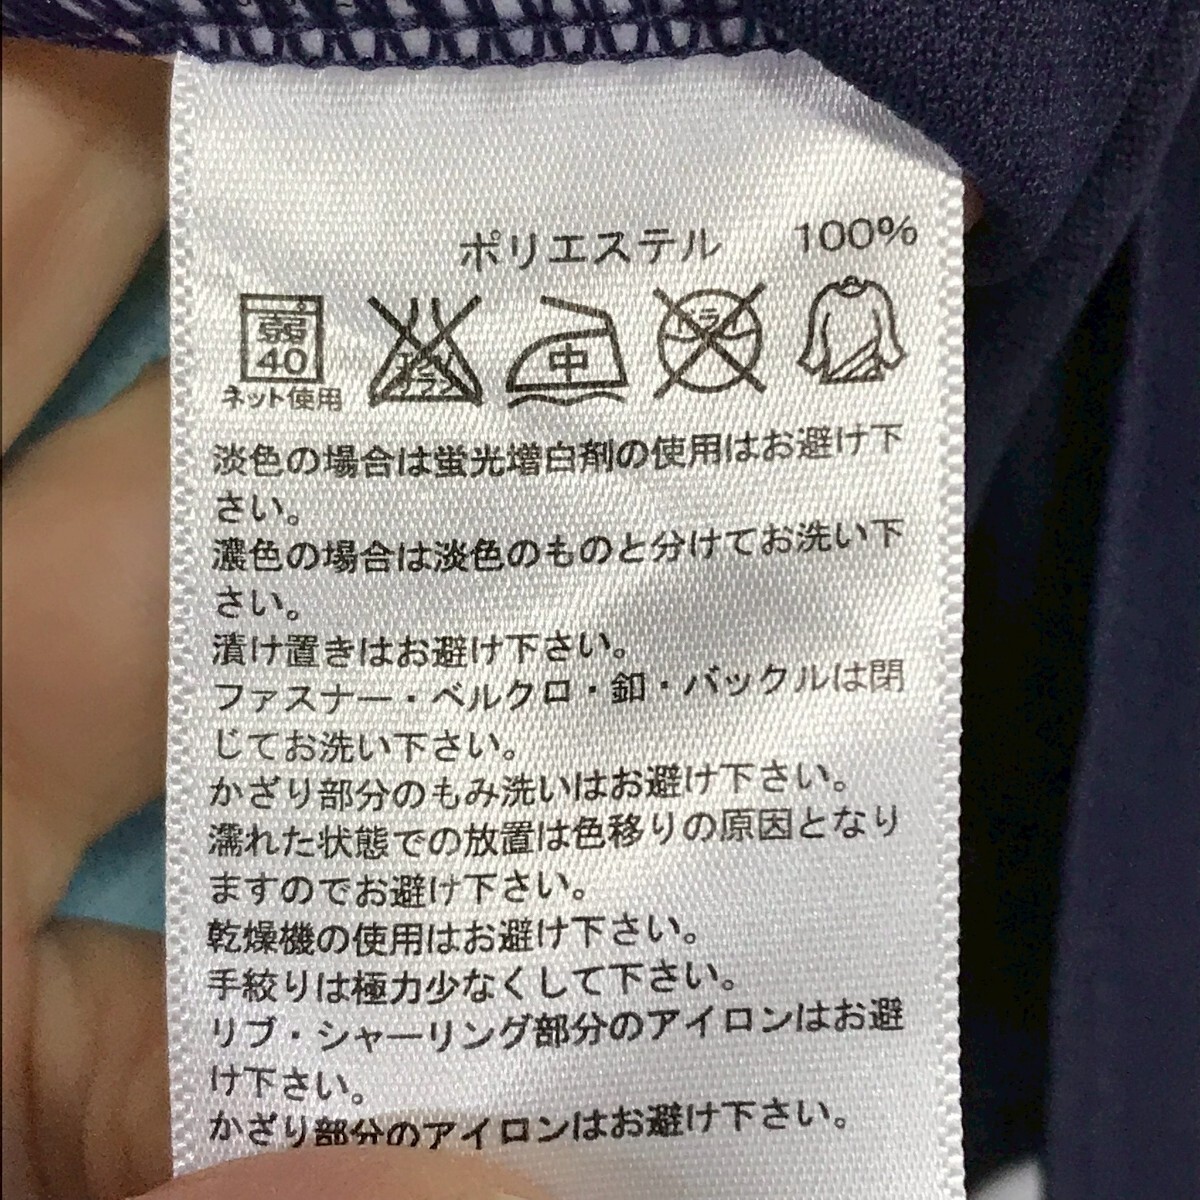 ポリエステル 100%
弱 40 エンソ サラシ 中 ドライ
ネット使用
淡色の場合は蛍光増白剤の使用はお避け下
さい。
濃色の場合は淡色のものと分けてお洗い下
さい。
漬け置きはお避け下さい。
ファスナー・ベルクロ・釦・バックルは閉
じてお洗い下さい。
かざり部分のもみ洗いはお避け下さい。
濡れた状態での放置は色移りの原因となり
ますのでお避け下さい。
乾燥機の使用はお避け下さい。
手絞りは極力少なくして下さい。
リブ・シャーリング部分のアイロンはお避
け下さい。
かざり部分のアイロンはお避け下さい。